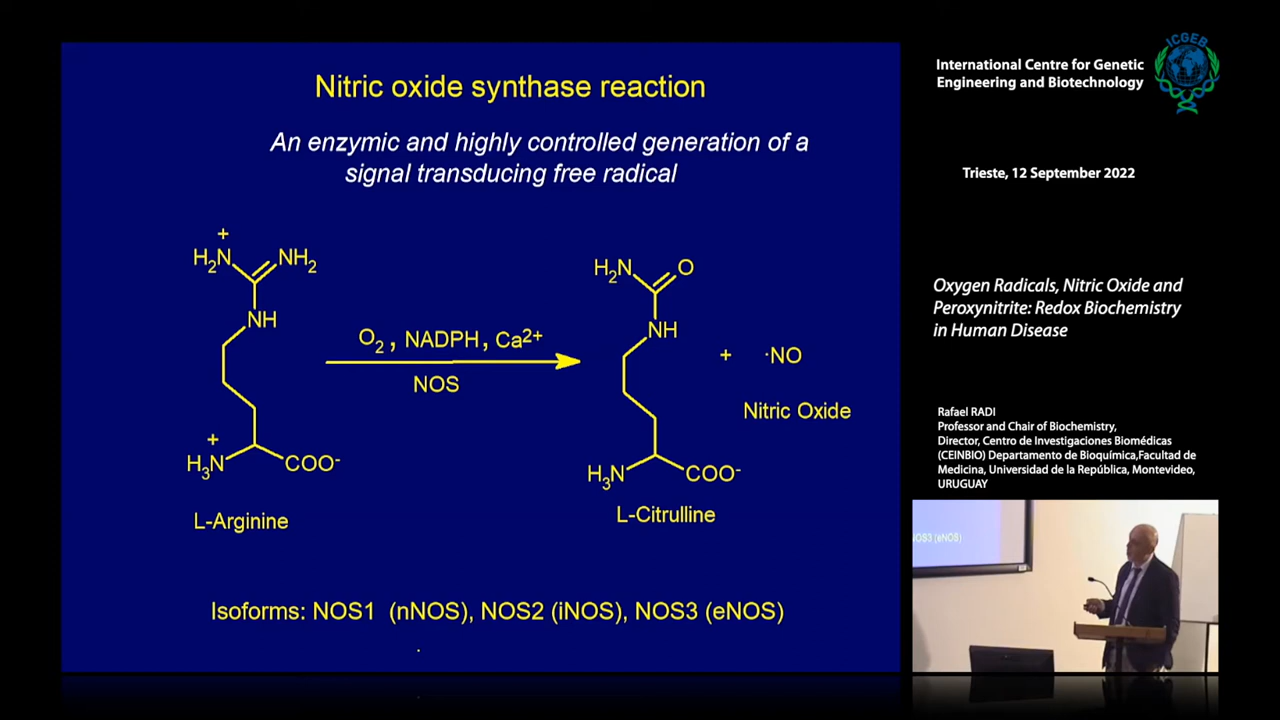 Nitric oxide synthase reaction
An enzymic and highly controlled generation of a
signal transducing free radical
+
H₂N
NH₂
NH
+
H₃N
COO⁻
L-Arginine
O₂, NADPH, Ca²⁺
NOS
H₂N
O
NH
H₃N
COO⁻
L-Citrulline
+ ·NO
Nitric Oxide
Isoforms: NOS1 (nNOS), NOS2 (iNOS), NOS3 (eNOS)
International Centre for Genetic
Engineering and Biotechnology
ICGEB
Trieste, 12 September 2022
Oxygen Radicals, Nitric Oxide and
Peroxynitrite: Redox Biochemistry
in Human Disease
Rafael RADI
Professor and Chair of Biochemistry,
Director, Centro de Investigaciones Biomédicas
(CEINBIO) Departamento de Bioquímica,Facultad de
Medicina, Universidad de la República, Montevideo,
URUGUAY
NOS3 (eNOS)